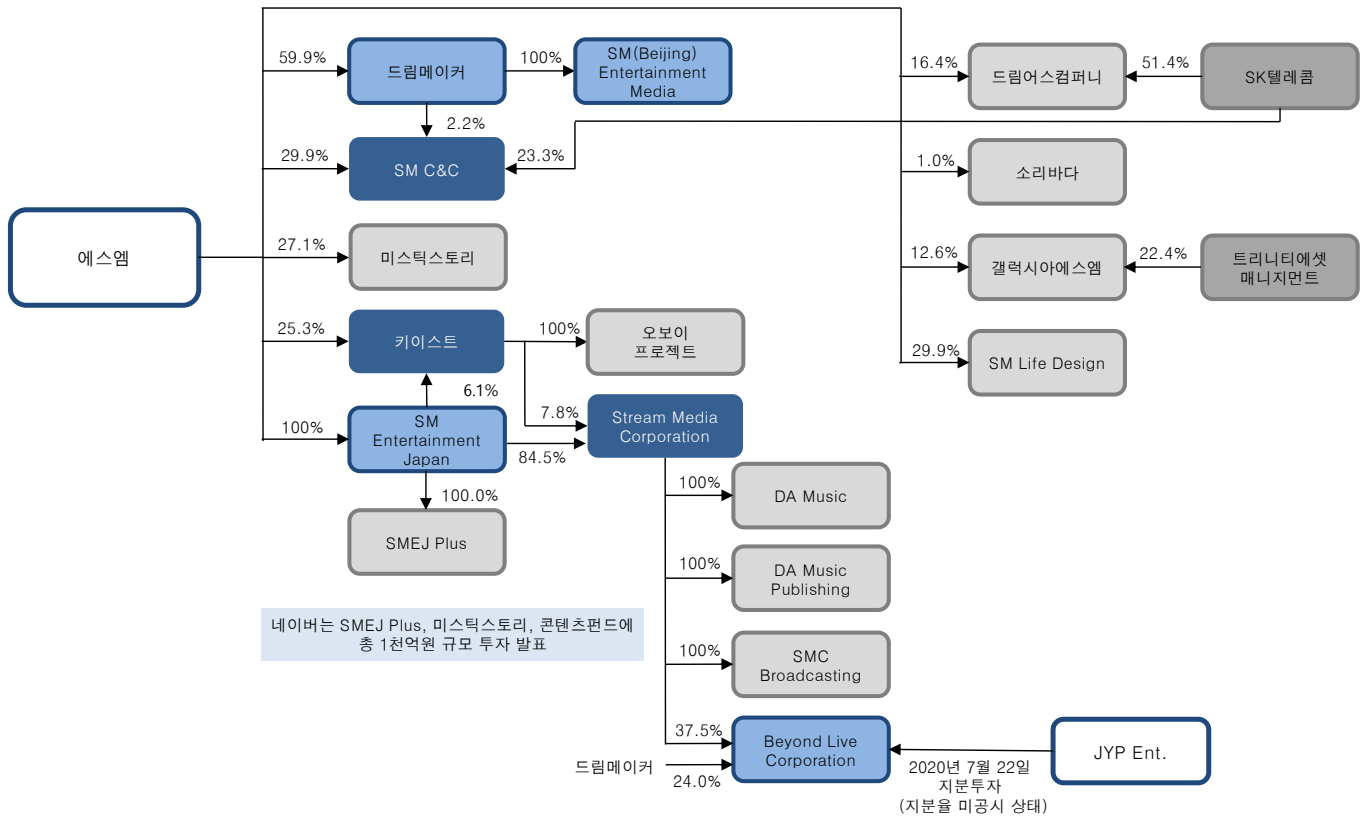 59.9%
드림메이커
100%
SM(Beijing)
Entertainment
Media
2.2%
29.9%
SM C&C
23.3%
에스엠
27.1%
미스틱스토리
25.3%
키이스트
100%
오보이
프로젝트
6.1%
7.8%
Stream Media
Corporation
100%
SM
Entertainment
Japan
84.5%
100.0%
SMEJ Plus
100%
DA Music
100%
DA Music
Publishing
100%
SMC
Broadcasting
37.5%
Beyond Live
Corporation
드림메이커
24.0%
2020년 7월 22일
지분투자
(지분율 미공시 상태)
JYP Ent.
네이버는 SMEJ Plus, 미스틱스토리, 콘텐츠펀드에
총 1천억원 규모 투자 발표
16.4%
드림어스컴퍼니
51.4%
SK텔레콤
1.0%
소리바다
12.6%
갤럭시아에스엠
22.4%
트리니티에셋
매니지먼트
29.9%
SM Life Design